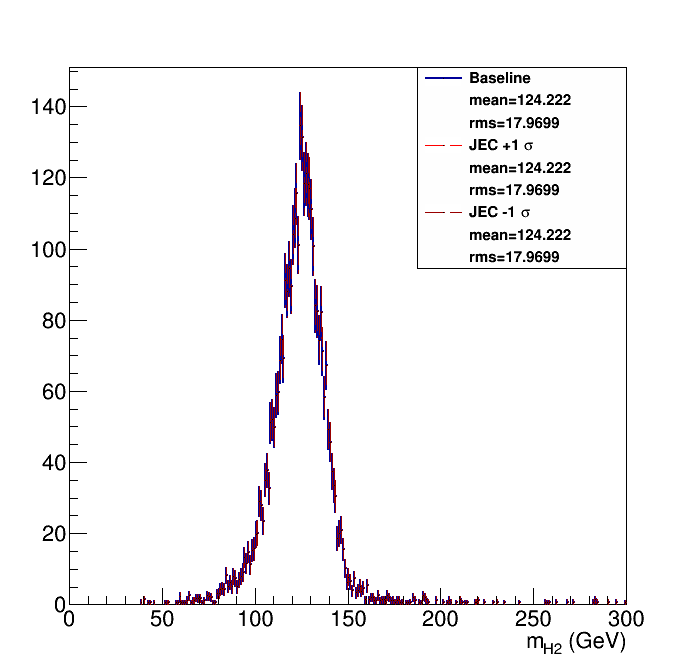 Baseline
mean=124.222
rms=17.9699
JEC +1 σ
mean=124.222
rms=17.9699
JEC -1 σ
mean=124.222
rms=17.9699
140
120
100
80
60
40
20
0
0 50 100 150 200 250 300
m_H2 (GeV)